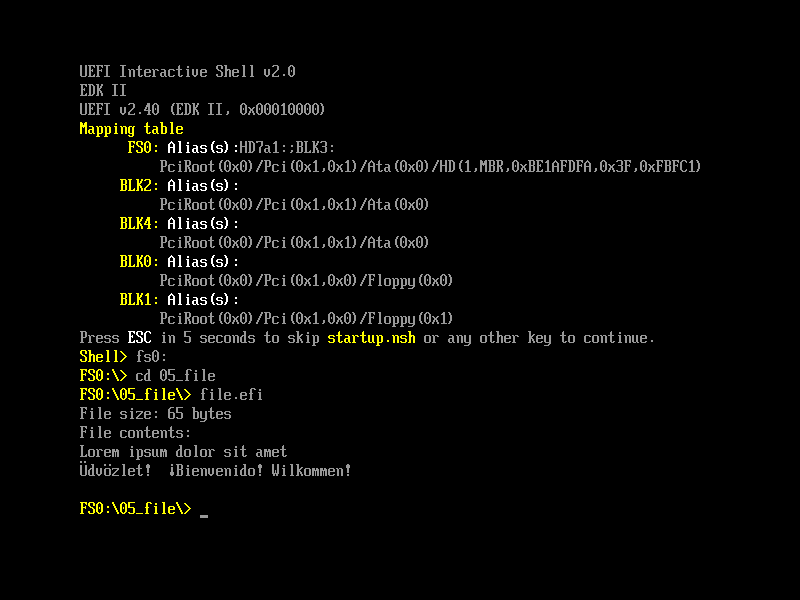 UEFI Interactive Shell v2.0
EDK II
UEFI v2.40 (EDK II, 0x00010000)
Mapping table
FS0: Alias(s):HD7a1:;BLK3:
PciRoot(0x0)/Pci(0x1,0x1)/Ata(0x0)/HD(1,MBR,0xBE1AFDFA,0x3F,0xFBFC1)
BLK2: Alias(s):
PciRoot(0x0)/Pci(0x1,0x1)/Ata(0x0)
BLK4: Alias(s):
PciRoot(0x0)/Pci(0x1,0x1)/Ata(0x0)
BLK0: Alias(s):
PciRoot(0x0)/Pci(0x1,0x0)/Floppy(0x0)
BLK1: Alias(s):
PciRoot(0x0)/Pci(0x1,0x0)/Floppy(0x1)
Press ESC in 5 seconds to skip startup.nsh or any other key to continue.
Shell> fs0:
FS0:\> cd 05_file
FS0:\05_file\> file.efi
File size: 65 bytes
File contents:
Lorem ipsum dolor sit amet
Üdvözlet!  ¡Bienvenido! Wilkommen!
FS0:\05_file\> _